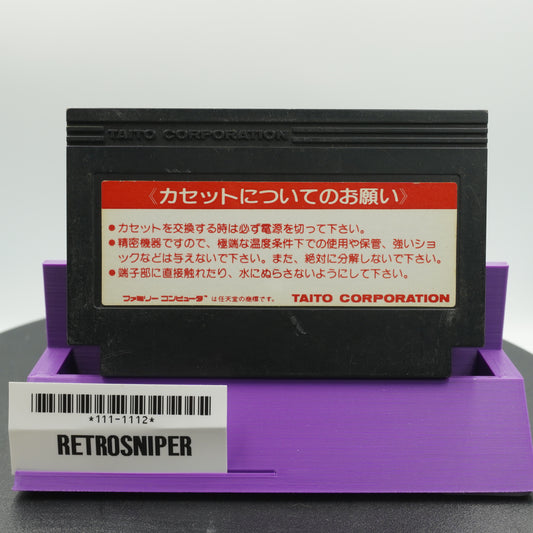 TAITO CORPORATION
《カセットについてのお願い》
●カセットを交換する時は必ず電源を切って下さい。
●精密機器ですので、極端な温度条件下での使用や保管、強いショ
ックなどは与えないで下さい。また、絶対に分解しないで下さい。
●端子部に直接触れたり、水にぬらさないようにして下さい。
ファミリーコンピュータ™は任天堂の商標です。 TAITO CORPORATION
*111-1112*
RETROSNIPER